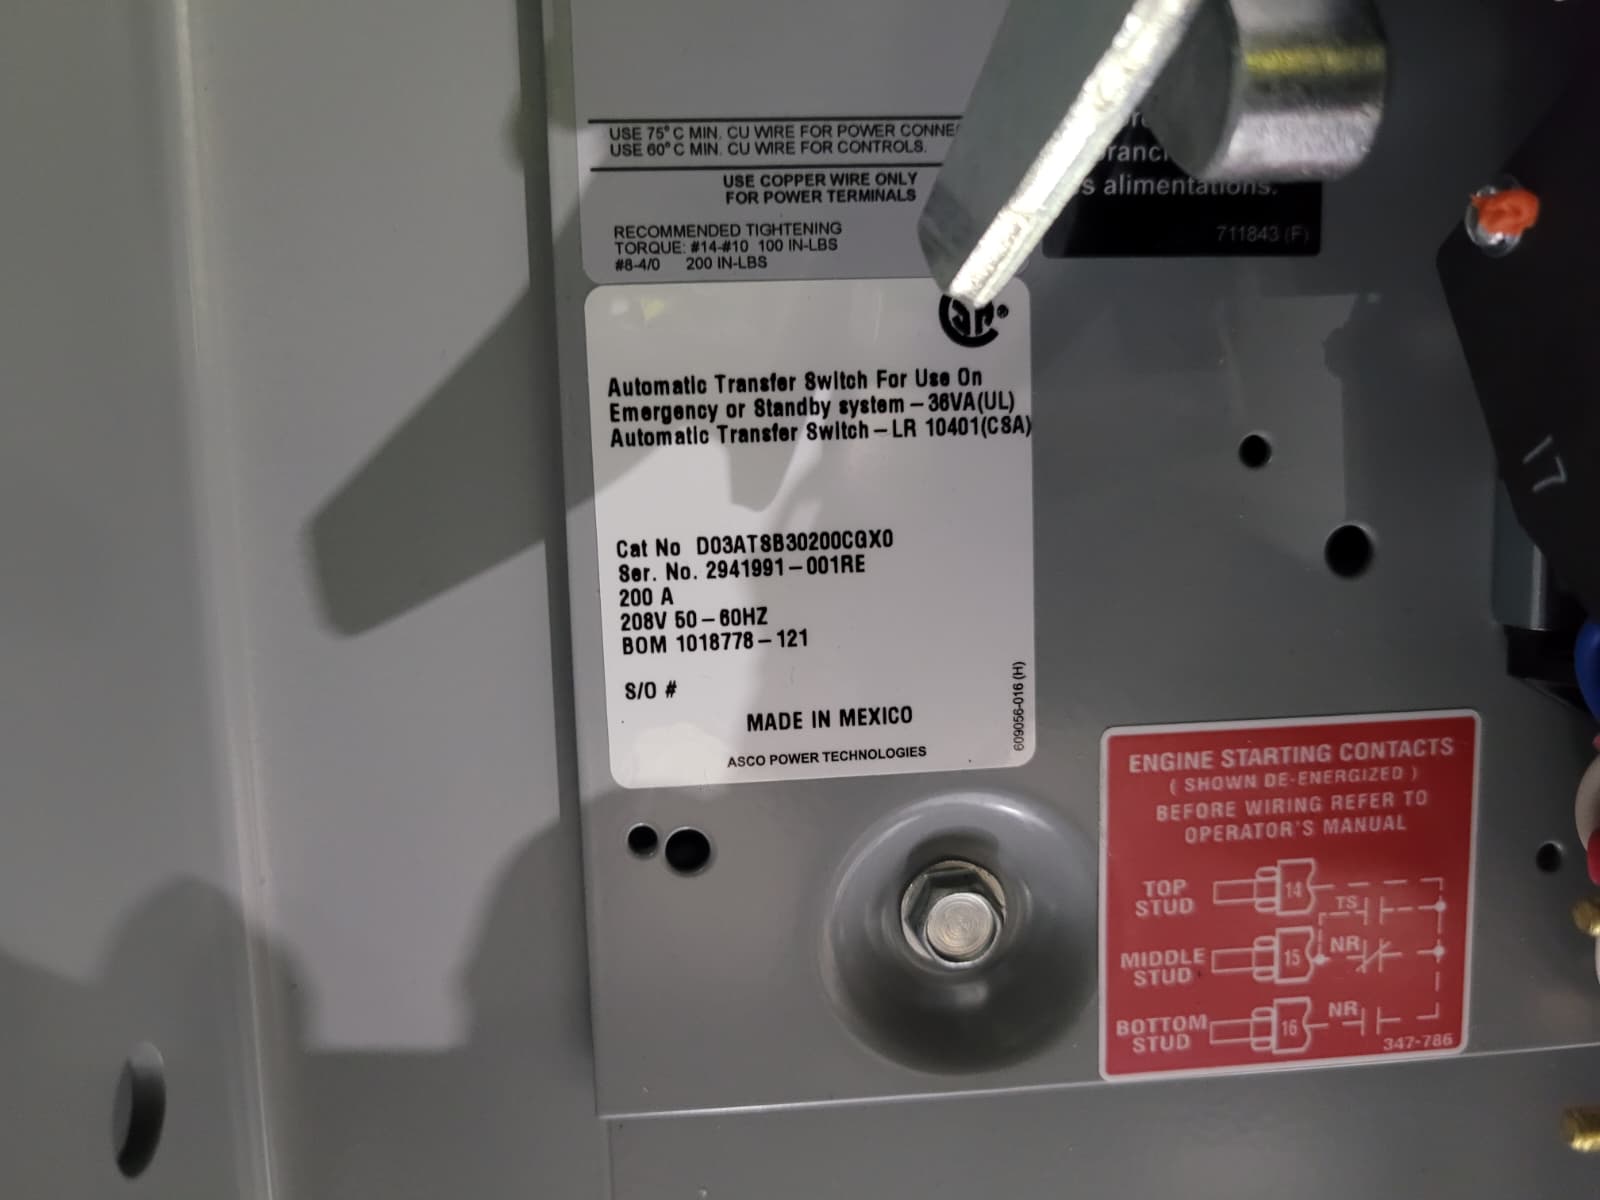 USE 75°C MIN. CU WIRE FOR POWER
USE 60°C MIN. CU WIRE FOR CONTROLS.
USE COPPER WIRE ONLY
FOR POWER TERMINALS
RECOMMENDED TIGHTENING
TORQUE: #14-#10 100 IN-LBS
#8-4/0 200 IN-LBS
s alimentations.
711843 (F)
Automatic Transfer Switch For Use On
Emergency or Standby system – 36VA(UL)
Automatic Transfer Switch – LR 10401(CSA)
Cat No D03ATSB30200CGX0
Ser. No. 2941991 – 001RE
200 A
208V 50 – 60HZ
BOM 1018778 – 121
S/O #
MADE IN MEXICO
ASCO POWER TECHNOLOGIES
609056-016 (H)
17
ENGINE STARTING CONTACTS
( SHOWN DE-ENERGIZED )
BEFORE WIRING REFER TO
OPERATOR'S MANUAL
TOP STUD 14 TS
MIDDLE STUD 15 NR
BOTTOM STUD 16 NR
347-786